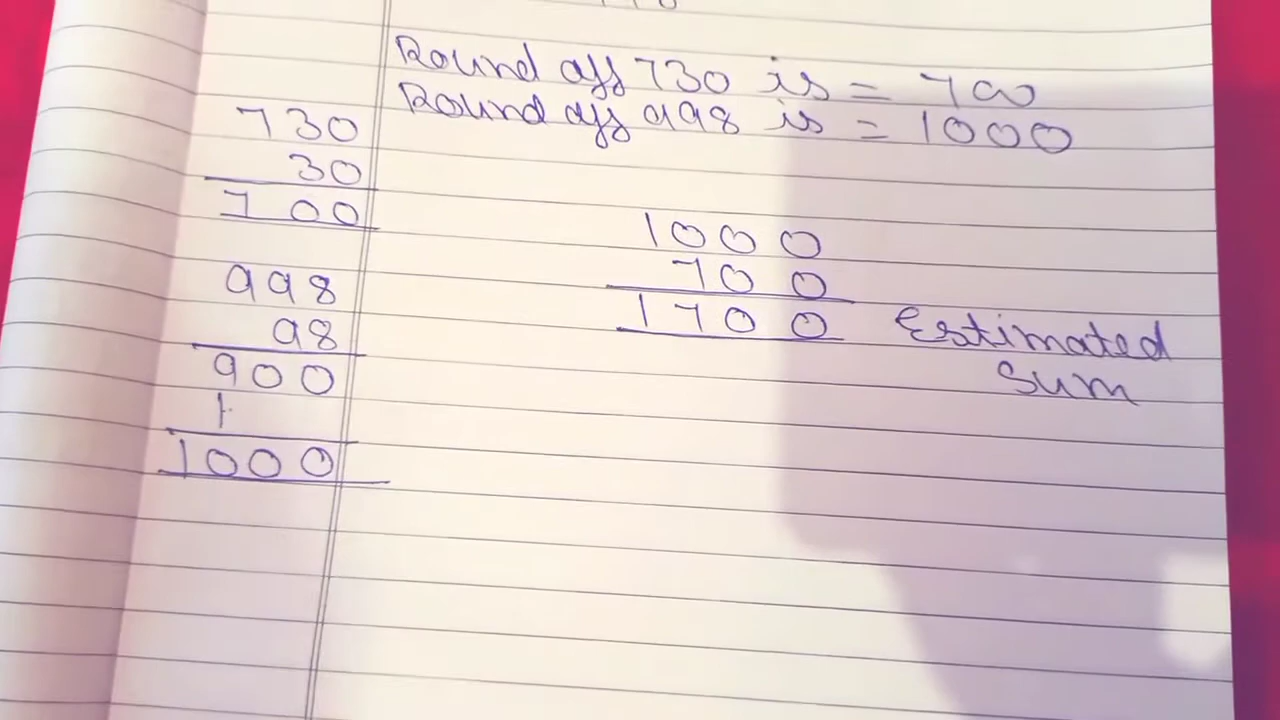 Round off 730 is = 700
Round off 998 is = 1000
730
30
700
998
98
900
1
1000
1000
700
1700 Estimated
Sum